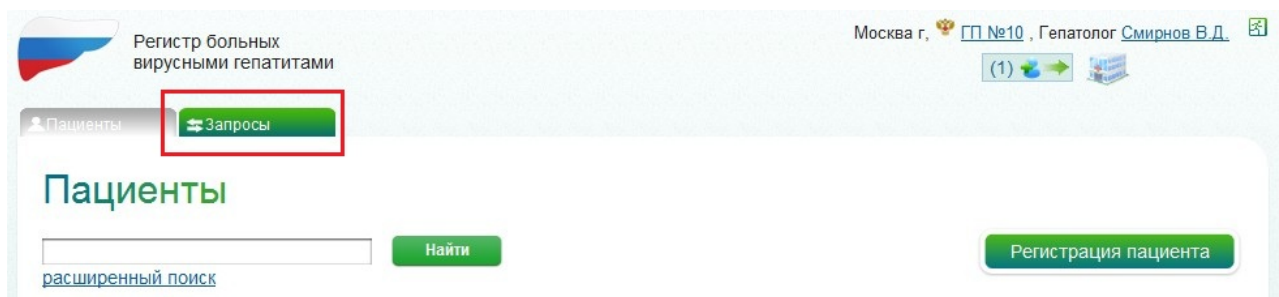 Регистр больных
вирусными гепатитами
Москва г, ГП №10 , Гепатолог Смирнов В.Д.
(1)
Пациенты
Запросы
Пациенты
Найти
расширенный поиск
Регистрация пациента